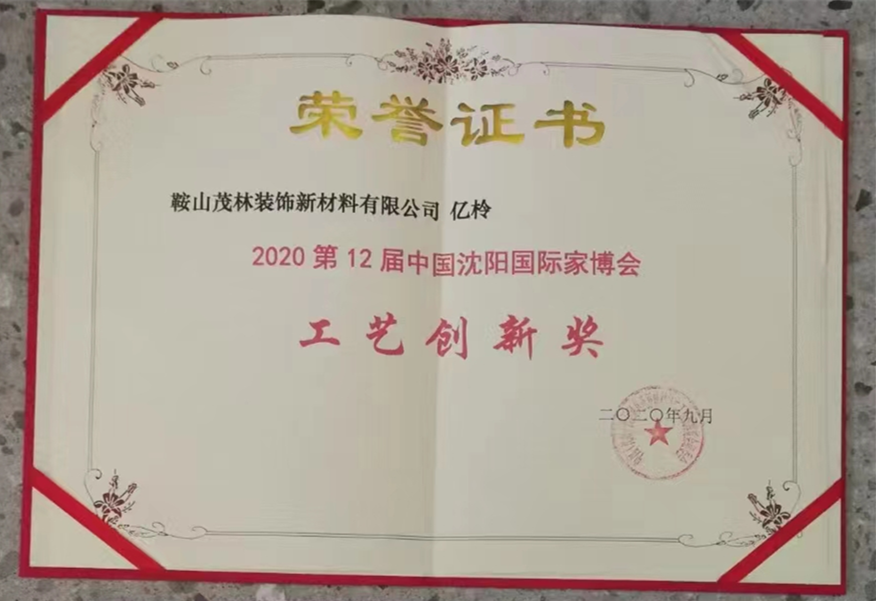 荣誉证书
鞍山茂林装饰新材料有限公司 亿柃
2020 第 12 届中国沈阳国际家博会
工艺创新奖
二〇二〇年九月